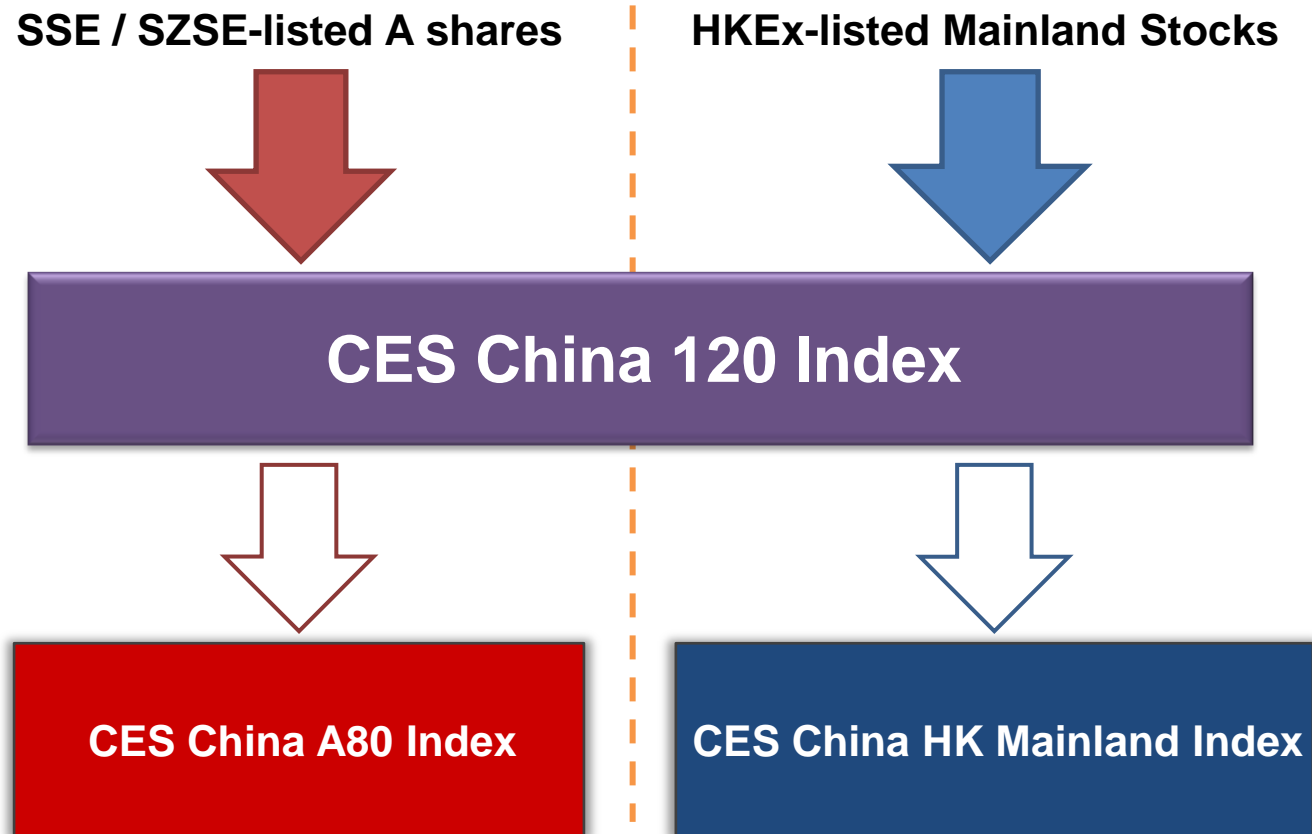 SSE / SZSE-listed A shares
HKEx-listed Mainland Stocks
CES China 120 Index
CES China A80 Index
CES China HK Mainland Index